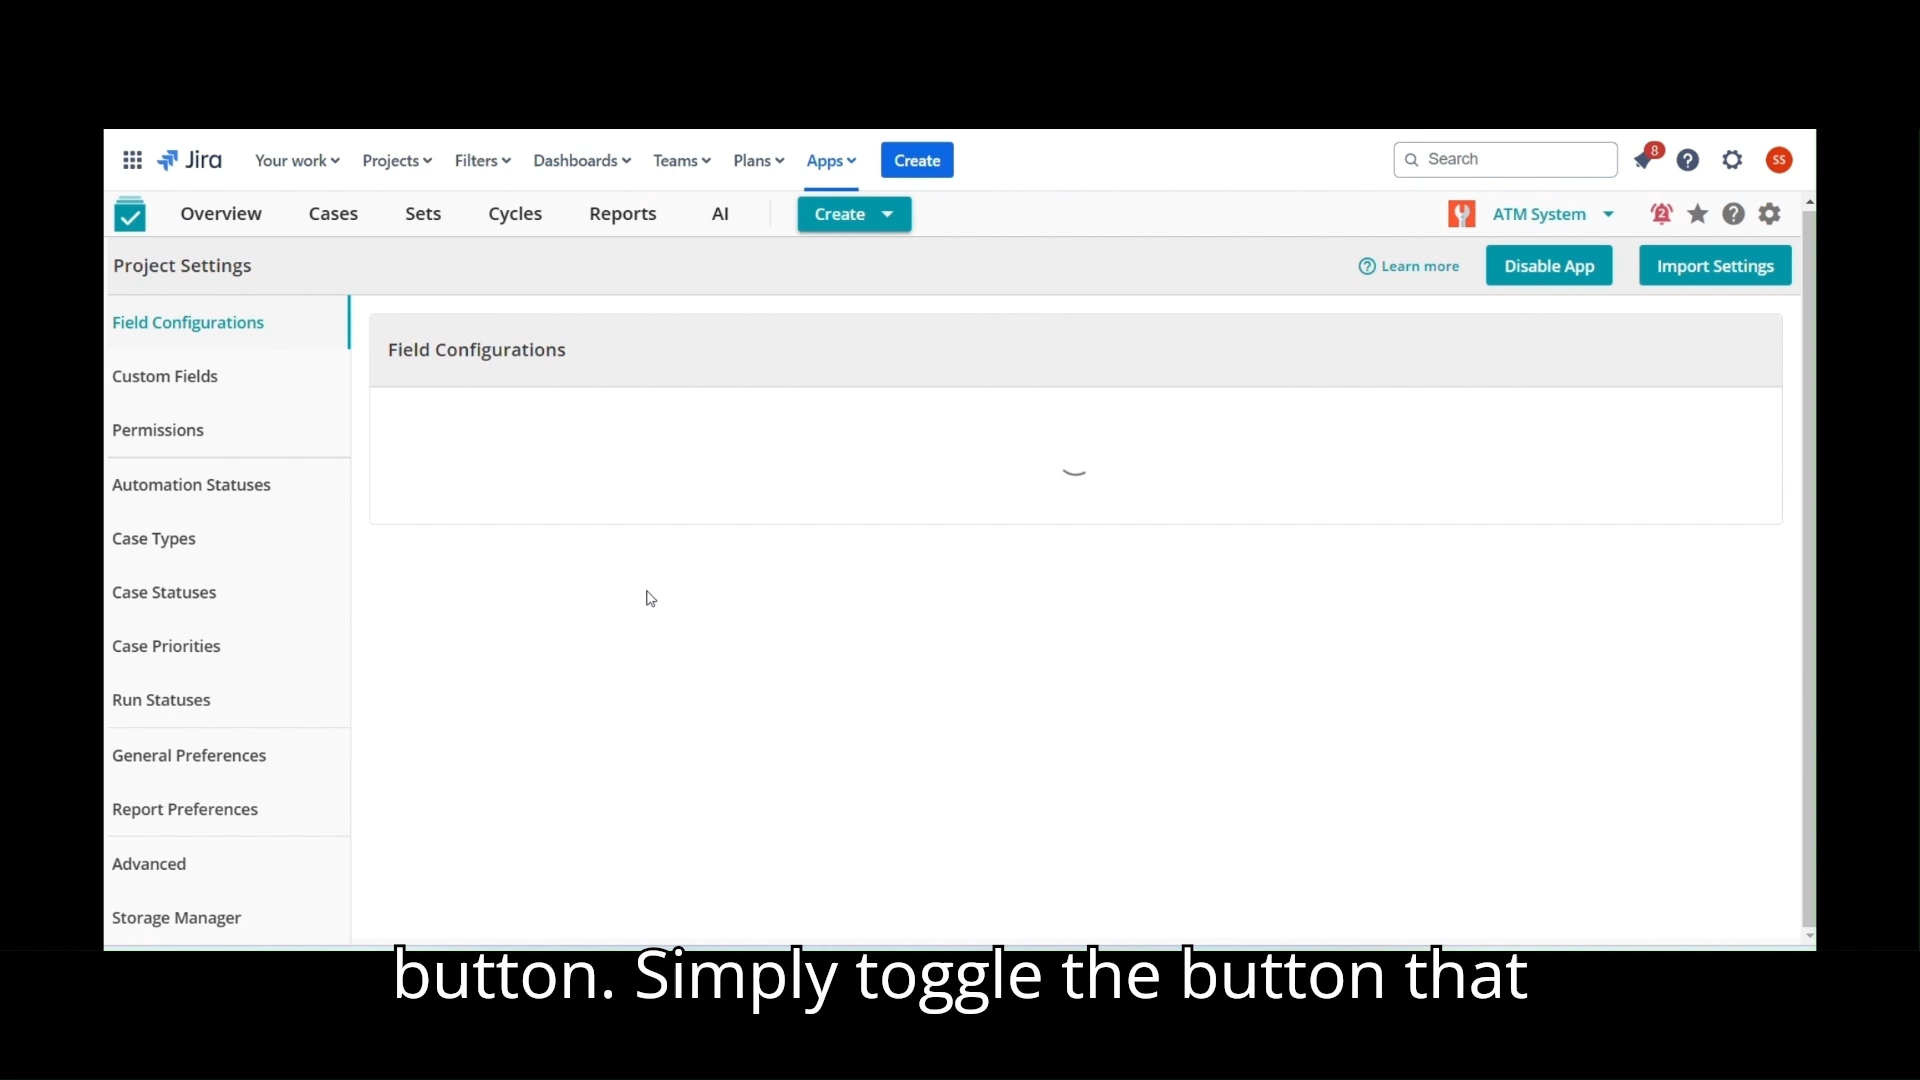 Jira Your work Projects Filters Dashboards Teams Plans Apps Create Search 8 SS
Overview Cases Sets Cycles Reports AI Create ATM System 2
Project Settings Learn more Disable App Import Settings
Field Configurations
Custom Fields
Permissions
Automation Statuses
Case Types
Case Statuses
Case Priorities
Run Statuses
General Preferences
Report Preferences
Advanced
Storage Manager
Field Configurations
button. Simply toggle the button that